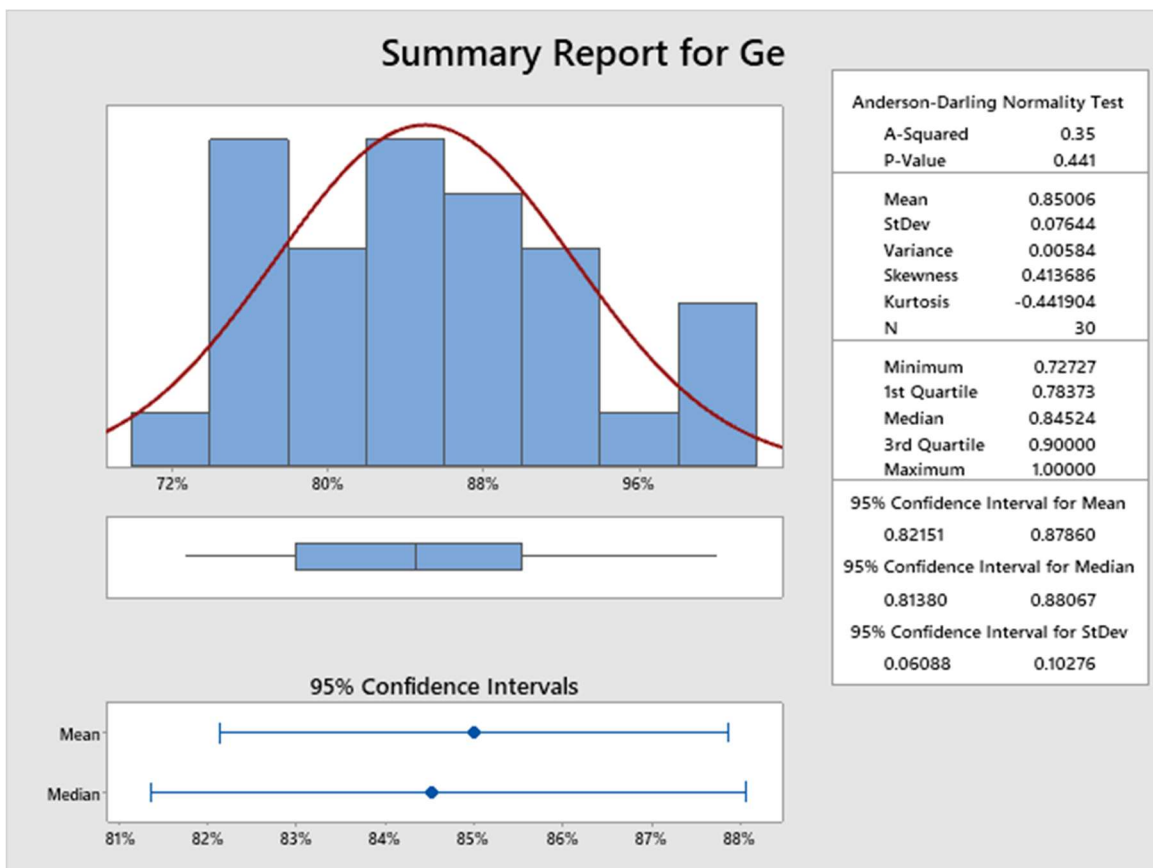 Summary Report for Ge
Anderson-Darling Normality Test
A-Squared 0.35
P-Value 0.441
Mean 0.85006
StDev 0.07644
Variance 0.00584
Skewness 0.413686
Kurtosis -0.441904
N 30
Minimum 0.72727
1st Quartile 0.78373
Median 0.84524
3rd Quartile 0.90000
Maximum 1.00000
95% Confidence Interval for Mean
0.82151 0.87860
95% Confidence Interval for Median
0.81380 0.88067
95% Confidence Interval for StDev
0.06088 0.10276
72% 80% 88% 96%
95% Confidence Intervals
Mean
Median
81% 82% 83% 84% 85% 86% 87% 88%